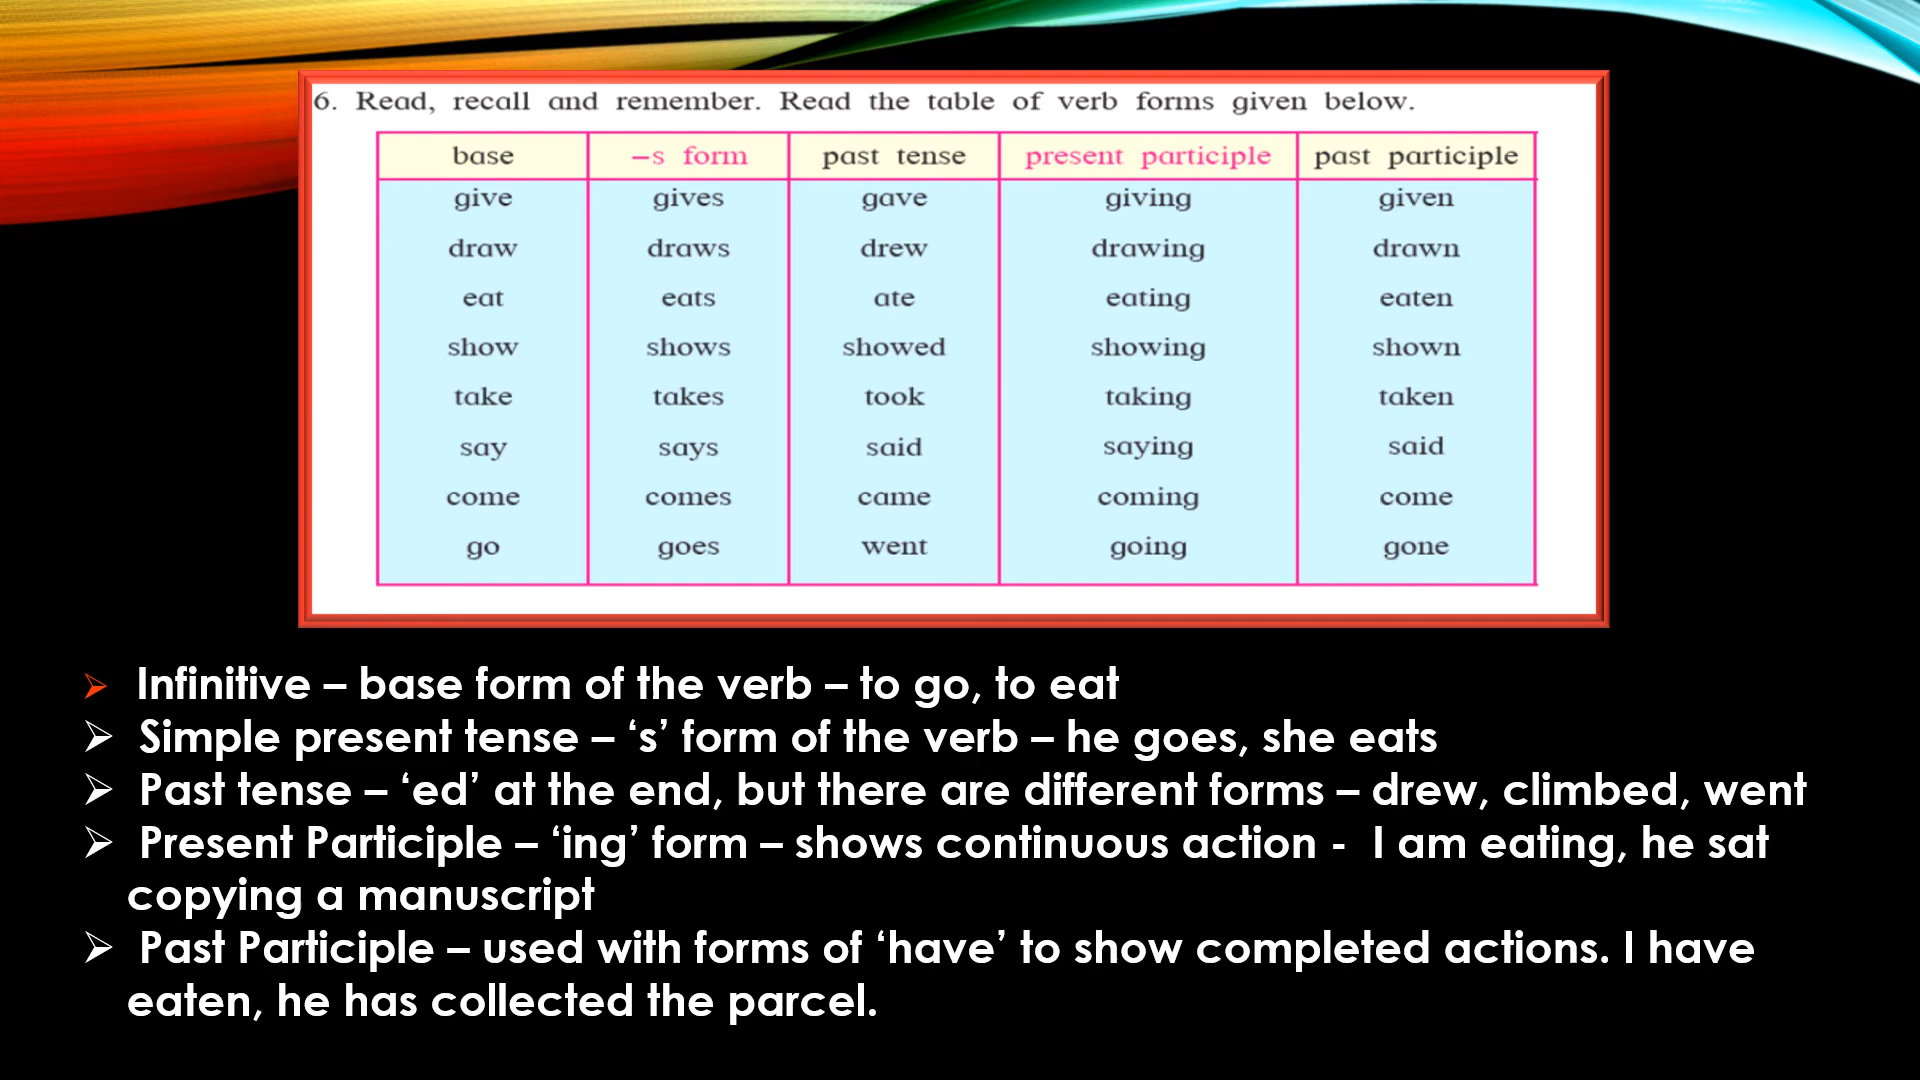 6. Read, recall and remember. Read the table of verb forms given below.
base –s form past tense present participle past participle
give gives gave giving given
draw draws drew drawing drawn
eat eats ate eating eaten
show shows showed showing shown
take takes took taking taken
say says said saying said
come comes came coming come
go goes went going gone
➢ Infinitive – base form of the verb – to go, to eat
➢ Simple present tense – ‘s’ form of the verb – he goes, she eats
➢ Past tense – ‘ed’ at the end, but there are different forms – drew, climbed, went
➢ Present Participle – ‘ing’ form – shows continuous action - I am eating, he sat
copying a manuscript
➢ Past Participle – used with forms of ‘have’ to show completed actions. I have
eaten, he has collected the parcel.